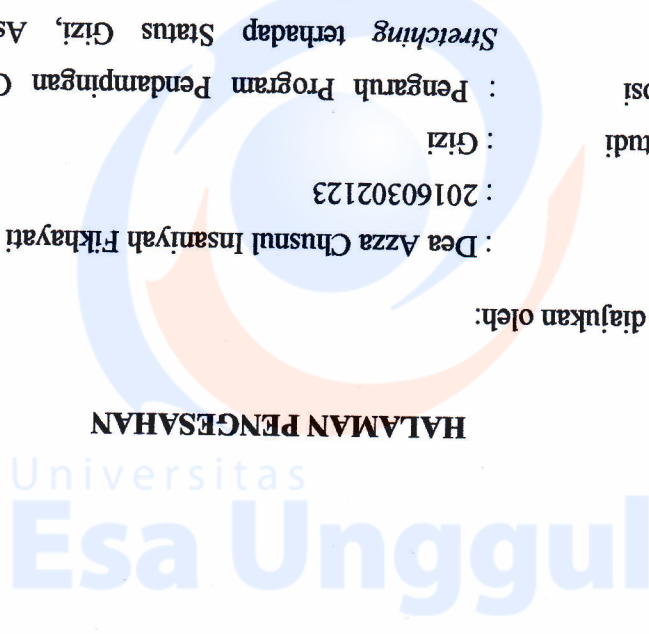 HALAMAN PENGESAHAN
diajukan oleh:
: Dea Azza Chusnul Insaniyah Fikhayati
: 20160302123
: Gizi
: Pengaruh Program Pendampingan
Stretching terhadap Status Gizi,
Universitas
Esa Unggul